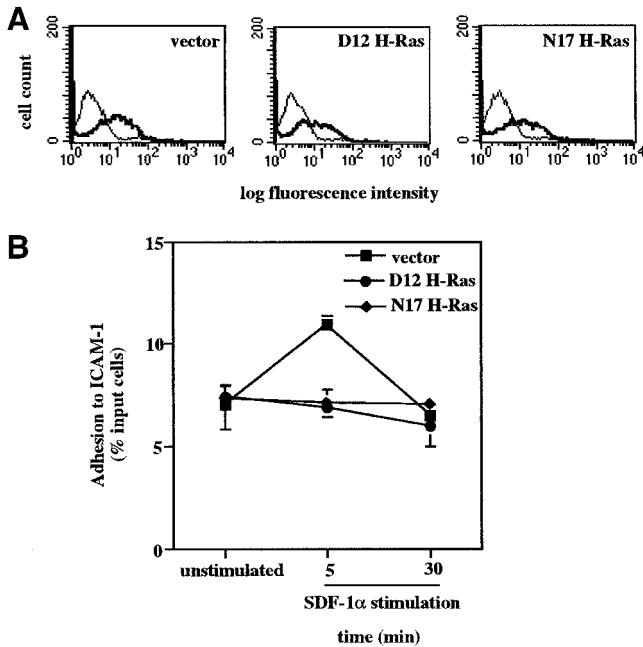 A
200
cell count
0
vector
10⁰ 10¹ 10² 10³ 10⁴
200
0
D12 H-Ras
10⁰ 10¹ 10² 10³ 10⁴
200
0
N17 H-Ras
10⁰ 10¹ 10² 10³ 10⁴
log fluorescence intensity
B
Adhesion to ICAM-1
(% input cells)
15
10
5
0
vector
D12 H-Ras
N17 H-Ras
unstimulated 5 30
SDF-1α stimulation
time (min)